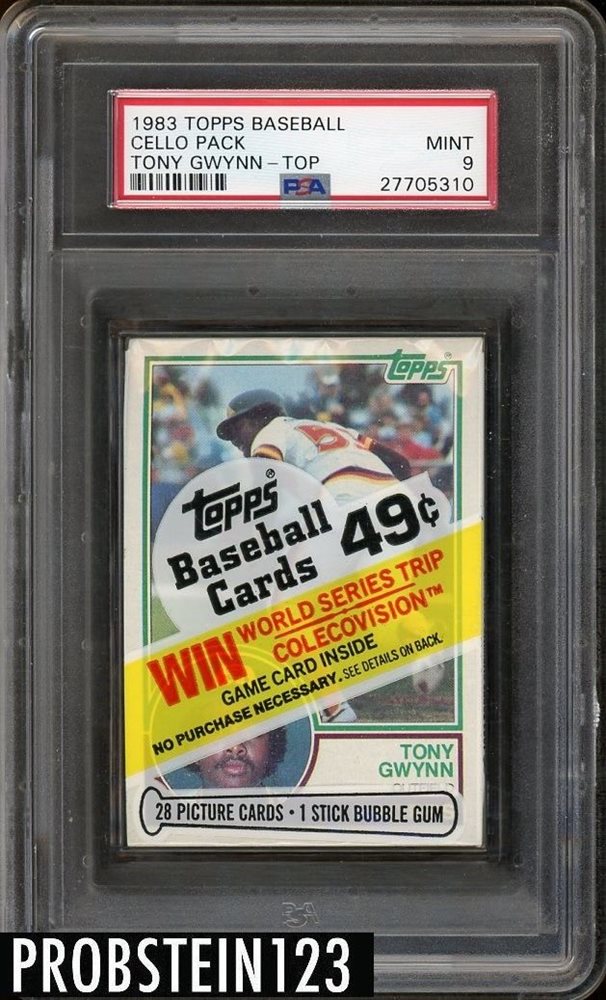 1983 TOPPS BASEBALL
CELLO PACK MINT
TONY GWYNN - TOP 9
PSA 27705310
topps®
topps®
Baseball
Cards 49¢
WIN WORLD SERIES TRIP
COLECOVISION™
GAME CARD INSIDE
NO PURCHASE NECESSARY. SEE DETAILS ON BACK.
TONY
GWYNN
28 PICTURE CARDS • 1 STICK BUBBLE GUM
PSA
PROBSTEIN123